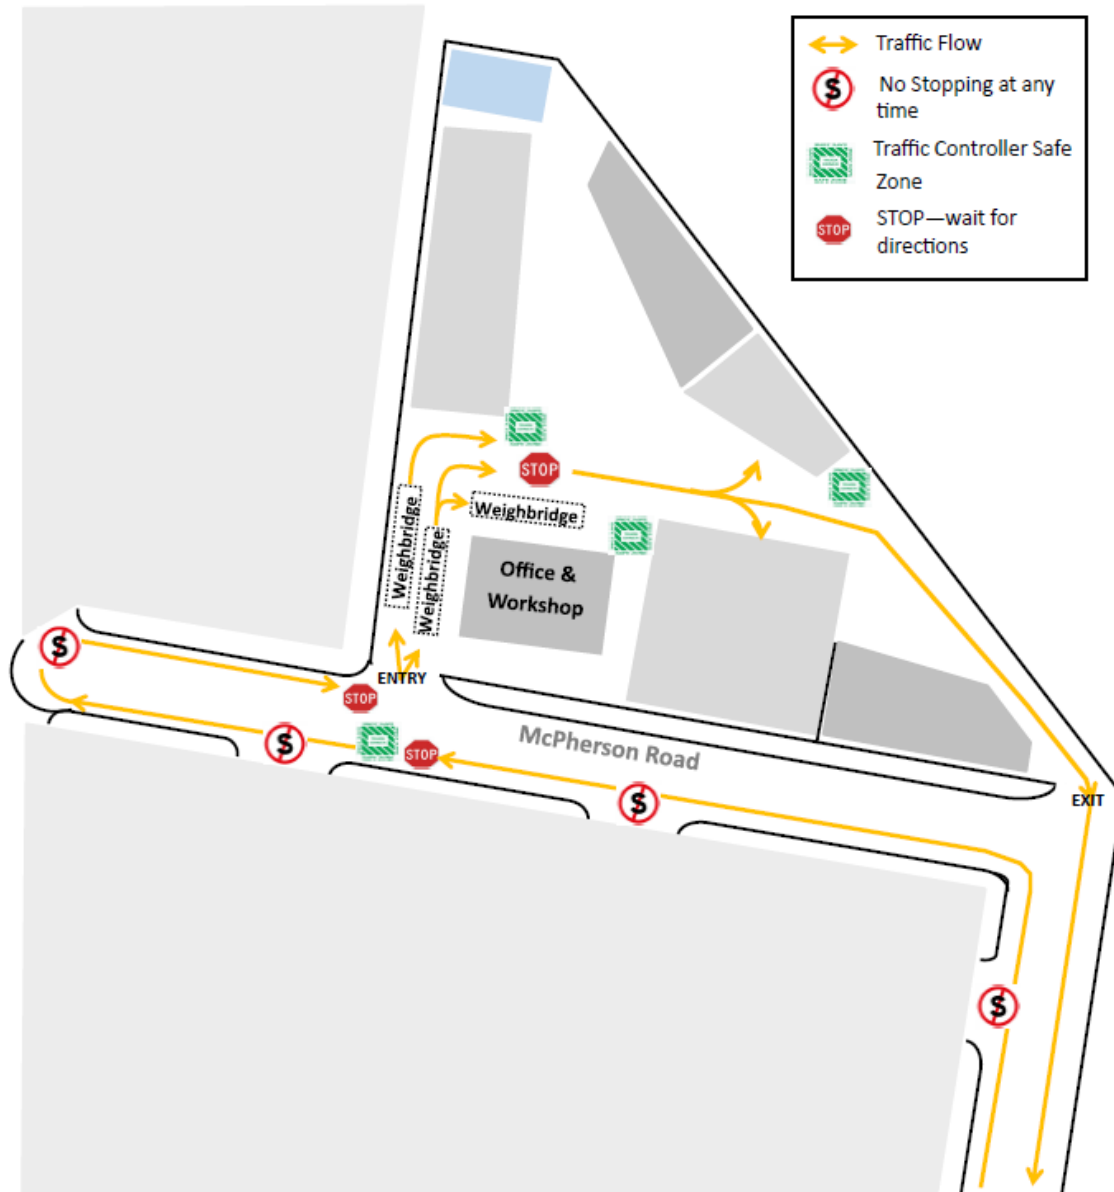 Traffic Flow
No Stopping at any
time
Traffic Controller Safe
Zone
STOP
STOP—wait for
directions
S
STOP
Weighbridge
Weighbridge
Weighbridge
Office &
Workshop
S
ENTRY
STOP
S
STOP
McPherson Road
S
EXIT
S